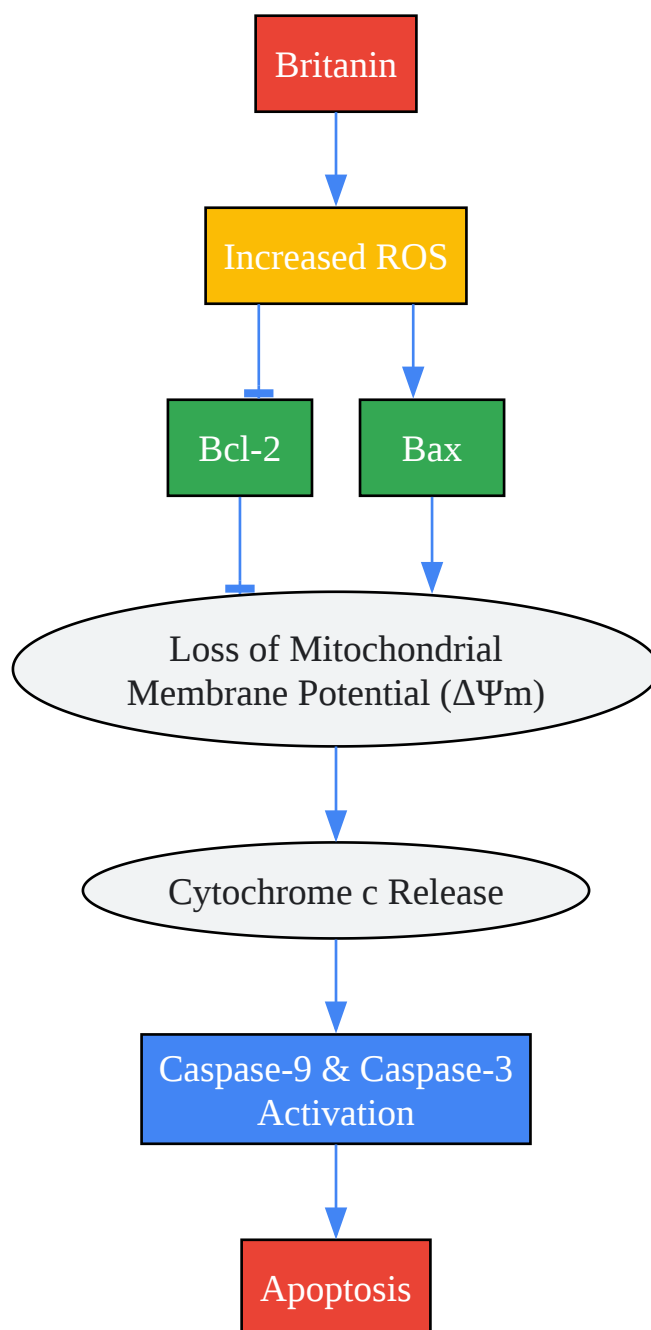 Britanin
Increased ROS
Bcl-2
Bax
Loss of Mitochondrial
Membrane Potential (ΔΨm)
Cytochrome c Release
Caspase-9 & Caspase-3
Activation
Apoptosis